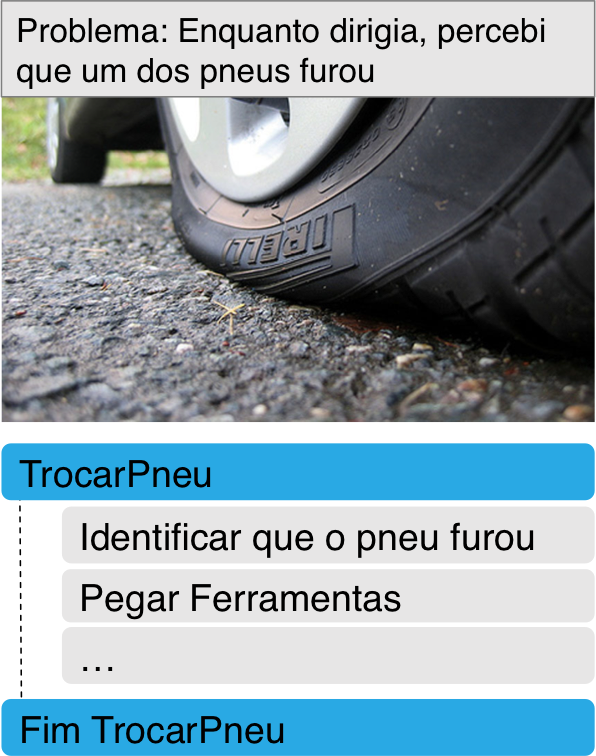 Problema: Enquanto dirigia, percebi
que um dos pneus furou
IRELLI
TrocarPneu
Identificar que o pneu furou
Pegar Ferramentas
...
Fim TrocarPneu